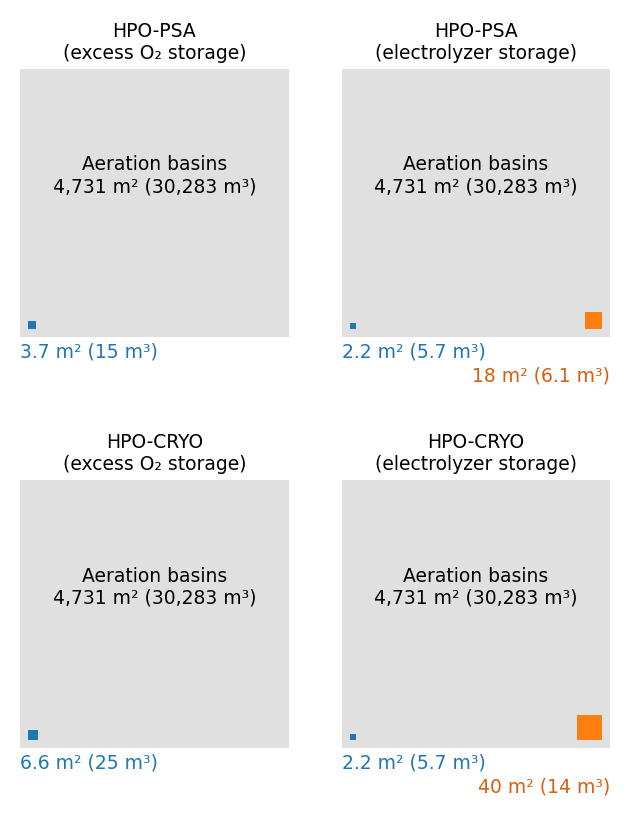 HPO-PSA
(excess O₂ storage)
Aeration basins
4,731 m² (30,283 m³)
3.7 m² (15 m³)
HPO-PSA
(electrolyzer storage)
Aeration basins
4,731 m² (30,283 m³)
2.2 m² (5.7 m³)
18 m² (6.1 m³)
HPO-CRYO
(excess O₂ storage)
Aeration basins
4,731 m² (30,283 m³)
6.6 m² (25 m³)
HPO-CRYO
(electrolyzer storage)
Aeration basins
4,731 m² (30,283 m³)
2.2 m² (5.7 m³)
40 m² (14 m³)